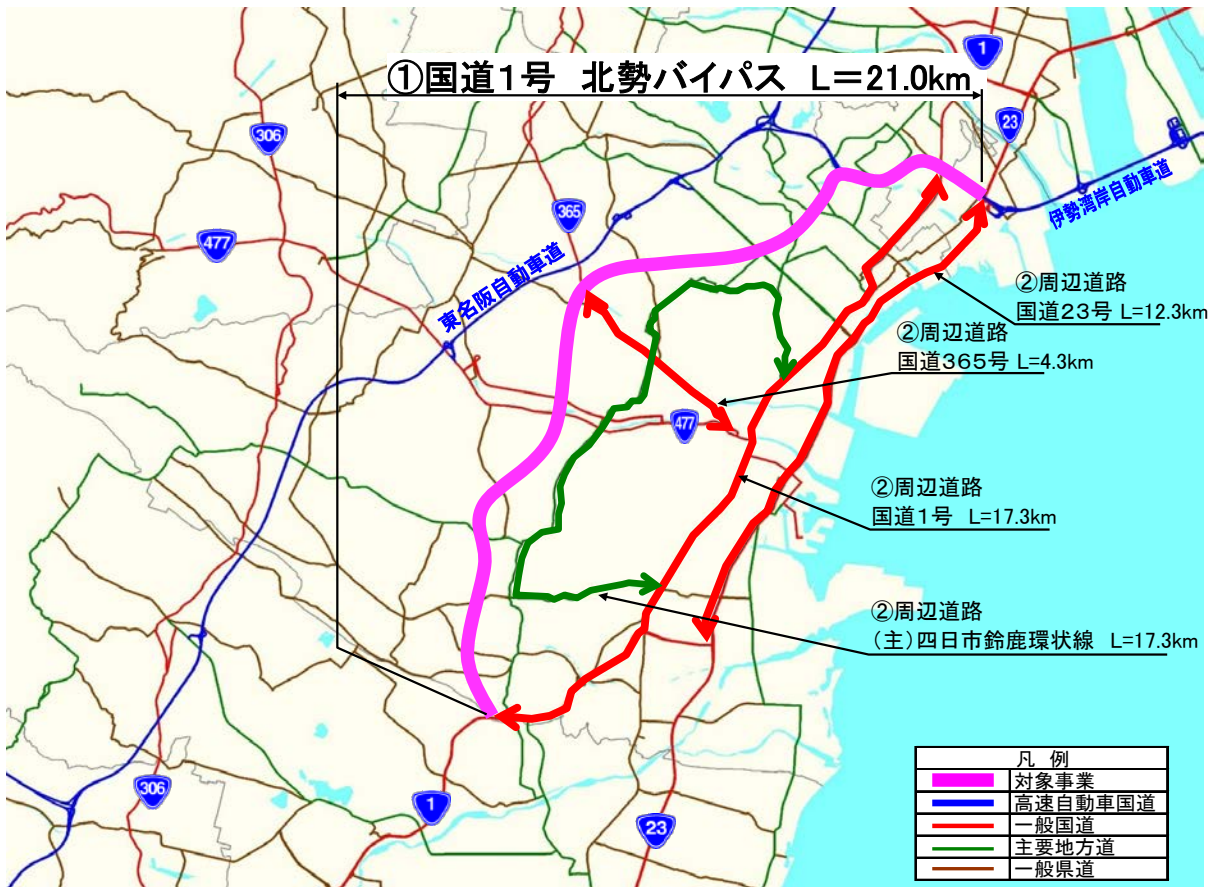 ①国道1号 北勢バイパス L=21.0km
1
23
306
365
477
伊勢湾岸自動車道
東名阪自動車道
②周辺道路
国道23号 L=12.3km
②周辺道路
国道365号 L=4.3km
477
②周辺道路
国道1号 L=17.3km
②周辺道路
(主)四日市鈴鹿環状線 L=17.3km
306
1
23
凡 例
対象事業
高速自動車国道
一般国道
主要地方道
一般県道